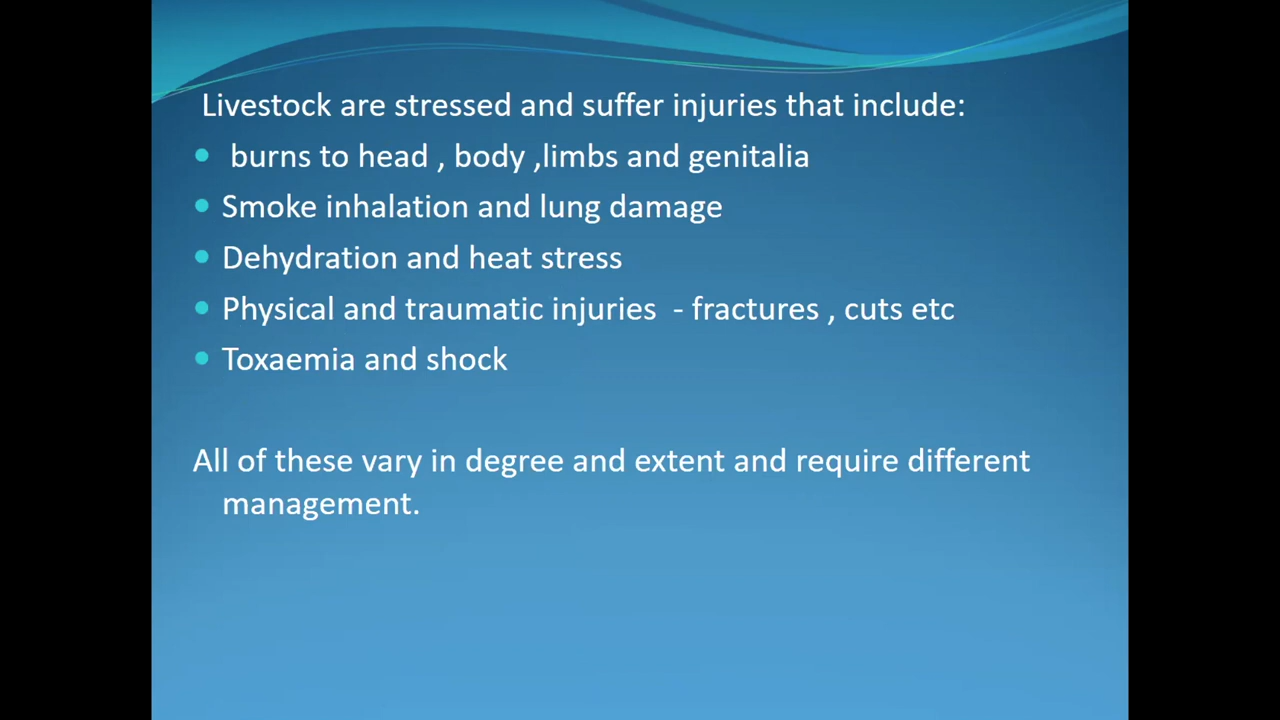 Livestock are stressed and suffer injuries that include:
• burns to head , body ,limbs and genitalia
• Smoke inhalation and lung damage
• Dehydration and heat stress
• Physical and traumatic injuries - fractures , cuts etc
• Toxaemia and shock
All of these vary in degree and extent and require different
management.